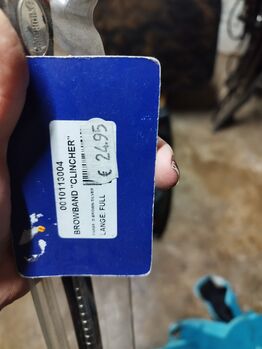 0010113004
BROWBAND "CLINCHER"
LANGE, FULL
€ 24.95